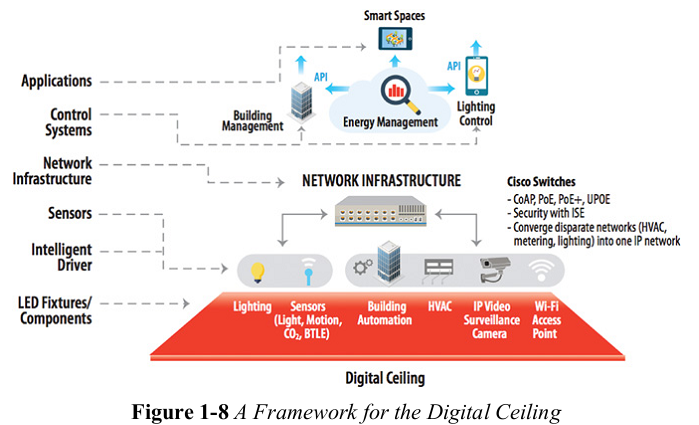 Smart Spaces
Applications
API
API
Control
Systems
Building
Management
Energy Management
Lighting
Control
Network
Infrastructure
NETWORK INFRASTRUCTURE
Cisco Switches
- CoAP, PoE, PoE+, UPOE
- Security with ISE
- Converge disparate networks (HVAC,
metering, lighting) into one IP network
Sensors
Intelligent
Driver
LED Fixtures/
Components
Lighting
Sensors
(Light, Motion,
CO₂, BTLE)
Building
Automation
HVAC
IP Video
Surveillance
Camera
Wi-Fi
Access
Point
Digital Ceiling
Figure 1-8 A Framework for the Digital Ceiling